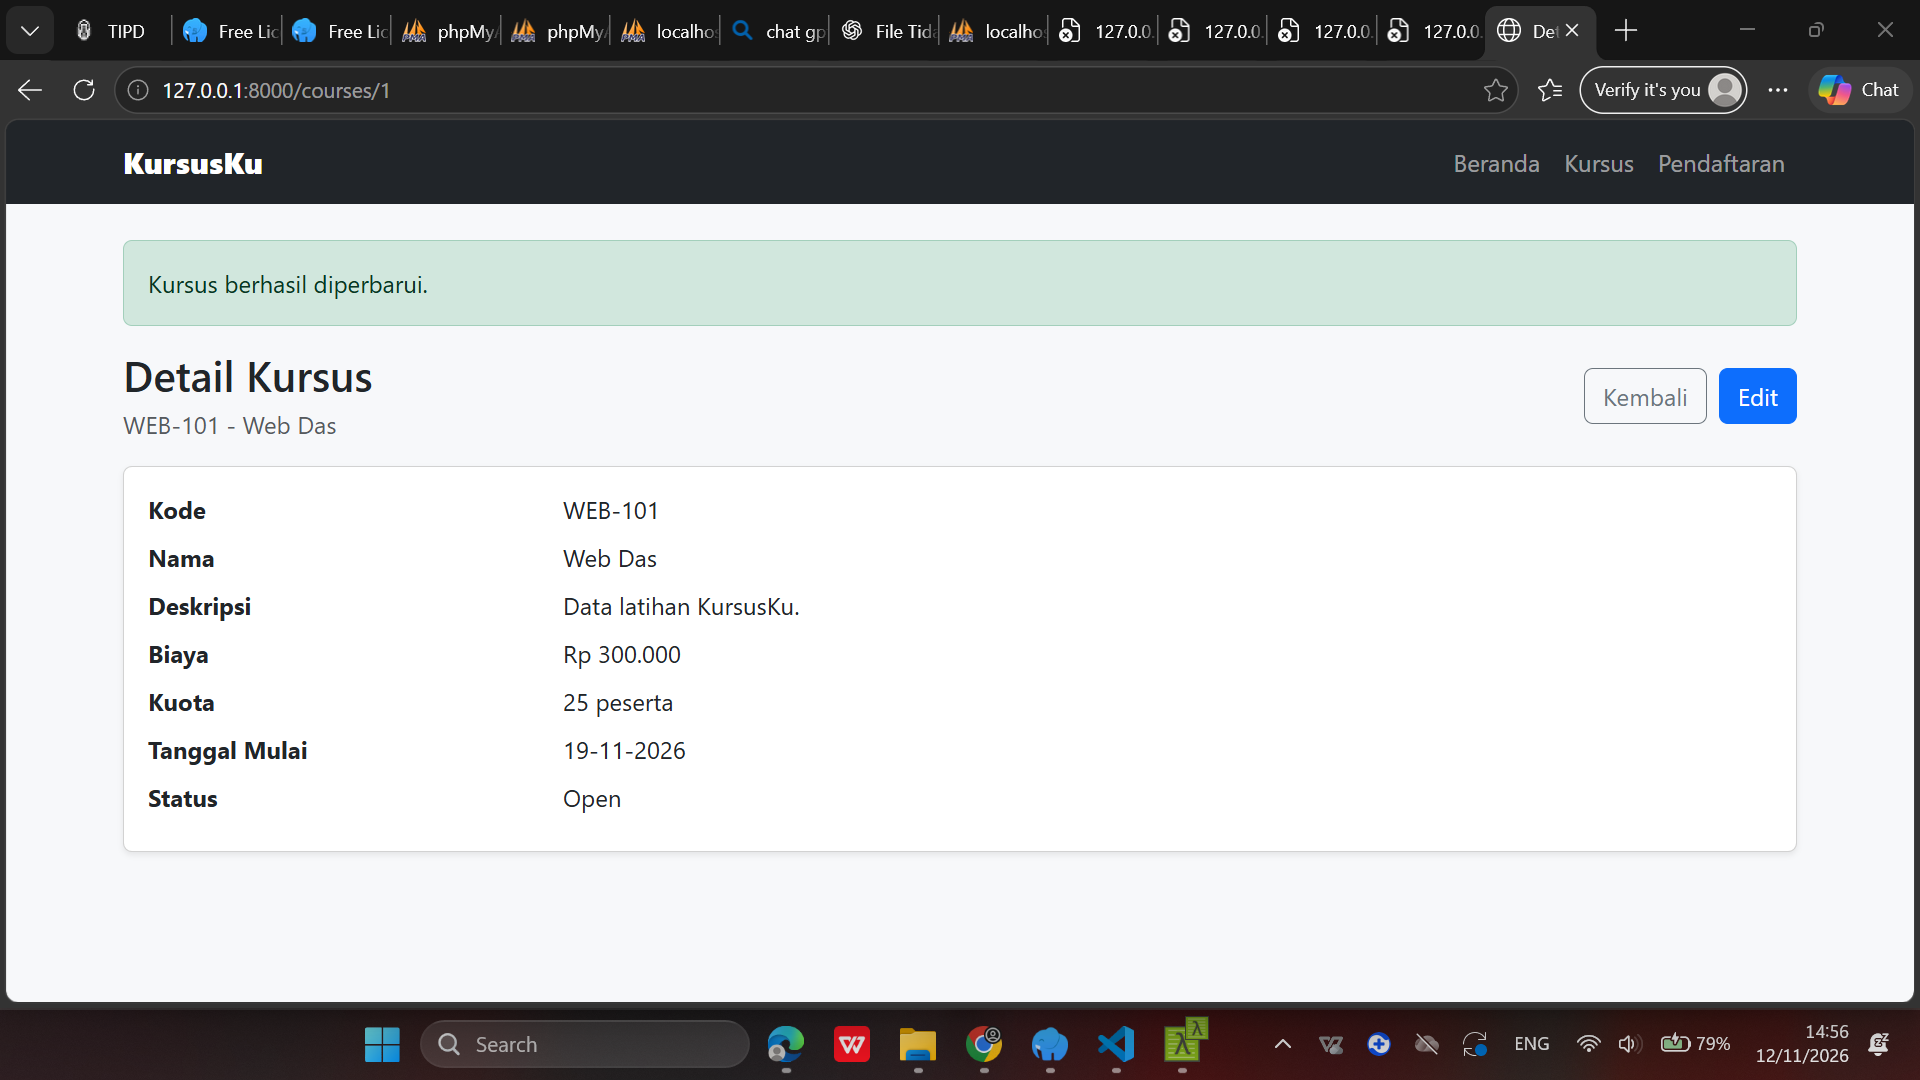 TIPD
Free Lic
Free Lic
phpMy
phpMy
localho
chat gp
File Tida
localho
127.0.0.
127.0.0.
127.0.0.
127.0.0.
Det
127.0.0.1:8000/courses/1
Verify it's you
Chat
KursusKu
Beranda Kursus Pendaftaran
Kursus berhasil diperbarui.
Detail Kursus
WEB-101 - Web Das
Kembali
Edit
Kode WEB-101
Nama Web Das
Deskripsi Data latihan KursusKu.
Biaya Rp 300.000
Kuota 25 peserta
Tanggal Mulai 19-11-2026
Status Open
Search
ENG
79%
14:56
12/11/2026